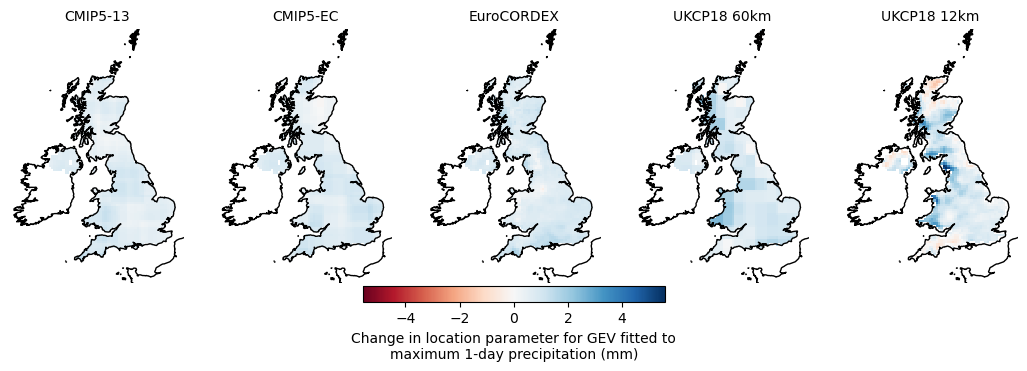 CMIP5-13
CMIP5-EC
EuroCORDEX
UKCP18 60km
UKCP18 12km
−4
−2
0
2
4
Change in location parameter for GEV fitted to
maximum 1-day precipitation (mm)